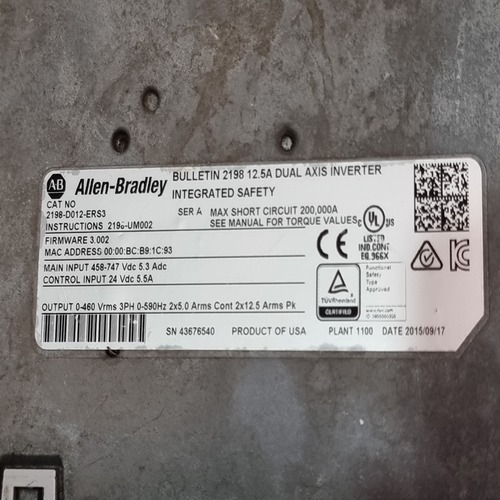 AB Allen-Bradley
BULLETIN 2198 12.5A DUAL AXIS INVERTER
INTEGRATED SAFETY
CAT NO
2198-D012-ERS3
SER A MAX SHORT CIRCUIT 200,000A
INSTRUCTIONS 2198-UM002
SEE MANUAL FOR TORQUE VALUES
FIRMWARE 3.002
MAC ADDRESS 00:00:BC:B9:1C:93
MAIN INPUT 458-747 Vdc 5.3 Adc
CONTROL INPUT 24 Vdc 5.5A
OUTPUT 0-460 Vrms 3PH 0-590Hz 2x5.0 Arms Cont 2x12.5 Arms Pk
c UL us
LISTED
IND.CONT
EQ.966X
CE
TÜVRheinland
CERTIFIED
Functional
Safety
Type
Approved
SN 43676540 PRODUCT OF USA PLANT 1100 DATE 2015/09/17